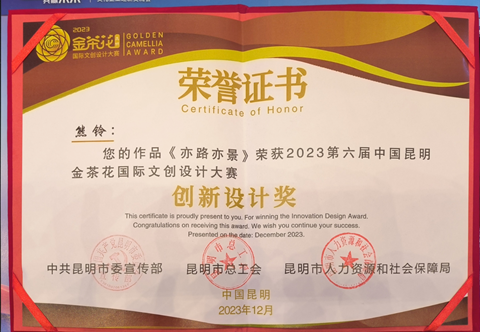 2023
金茶花
国际文创设计大赛
GOLDEN
CAMELLIA
AWARD
荣誉证书
Certificate of Honor
熊铃：
您的作品《亦路亦景》荣获2023第六届中国昆明
金茶花国际文创设计大赛
创新设计奖
This certificate is proudly present to you. For winning the Innovation Design Award.
Congratulations on receiving this award. We wish you continue your success.
Presented on the date: December 2023.
中共昆明市委宣传部 昆明市总工会 昆明市人力资源和社会保障局
中国昆明
2023年12月